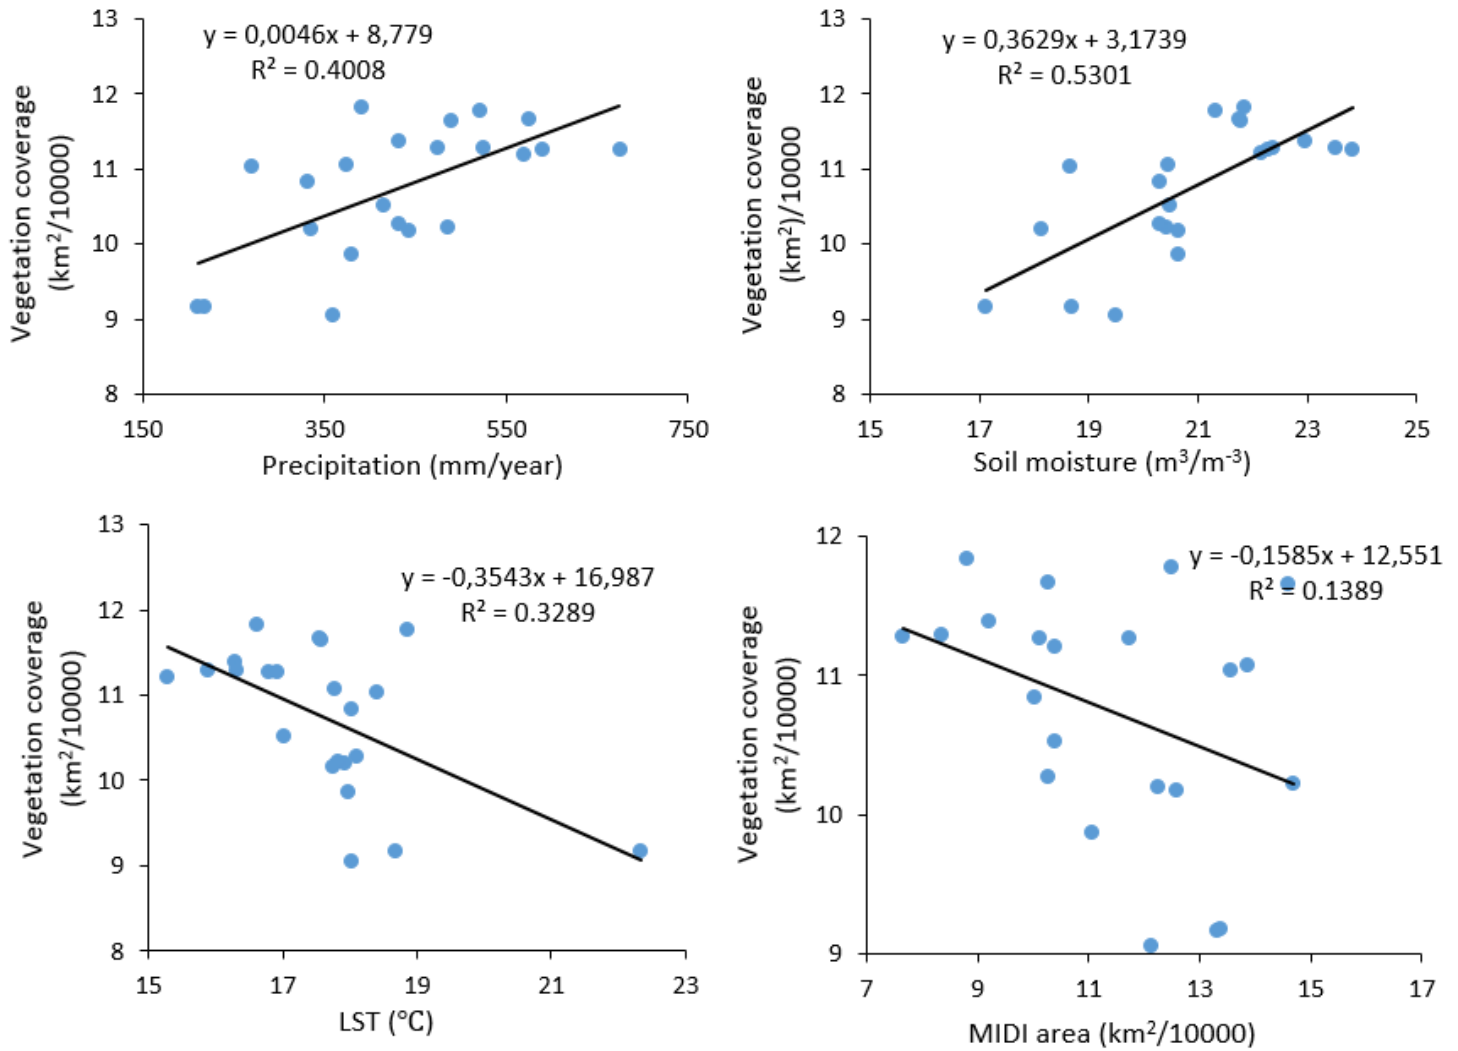 y = 0,0046x + 8,779
R² = 0.4008
Vegetation coverage
(km²/10000)
13
12
11
10
9
8
150 350 550 750
Precipitation (mm/year)
y = 0,3629x + 3,1739
R² = 0.5301
Vegetation coverage
(km²)/10000
13
12
11
10
9
8
15 17 19 21 23 25
Soil moisture (m³/m⁻³)
y = -0,3543x + 16,987
R² = 0.3289
Vegetation coverage
(km²/10000)
13
12
11
10
9
8
15 17 19 21 23
LST (°C)
y = -0,1585x + 12,551
R² = 0.1389
Vegetation coverage
(km²/10000)
12
11
10
9
7 9 11 13 15 17
MIDI area (km²/10000)